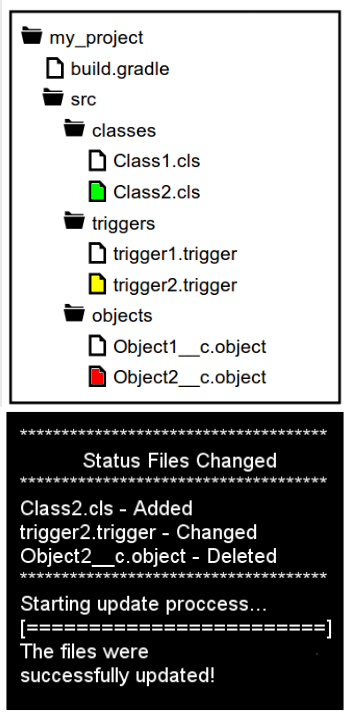 my_project
build.gradle
src
classes
Class1.cls
Class2.cls
triggers
trigger1.trigger
trigger2.trigger
objects
Object1__c.object
Object2__c.object
*************************************
Status Files Changed
*************************************
Class2.cls - Added
trigger2.trigger - Changed
Object2__c.object - Deleted
*************************************
Starting update proccess...
[=========================]
The files were
successfully updated!